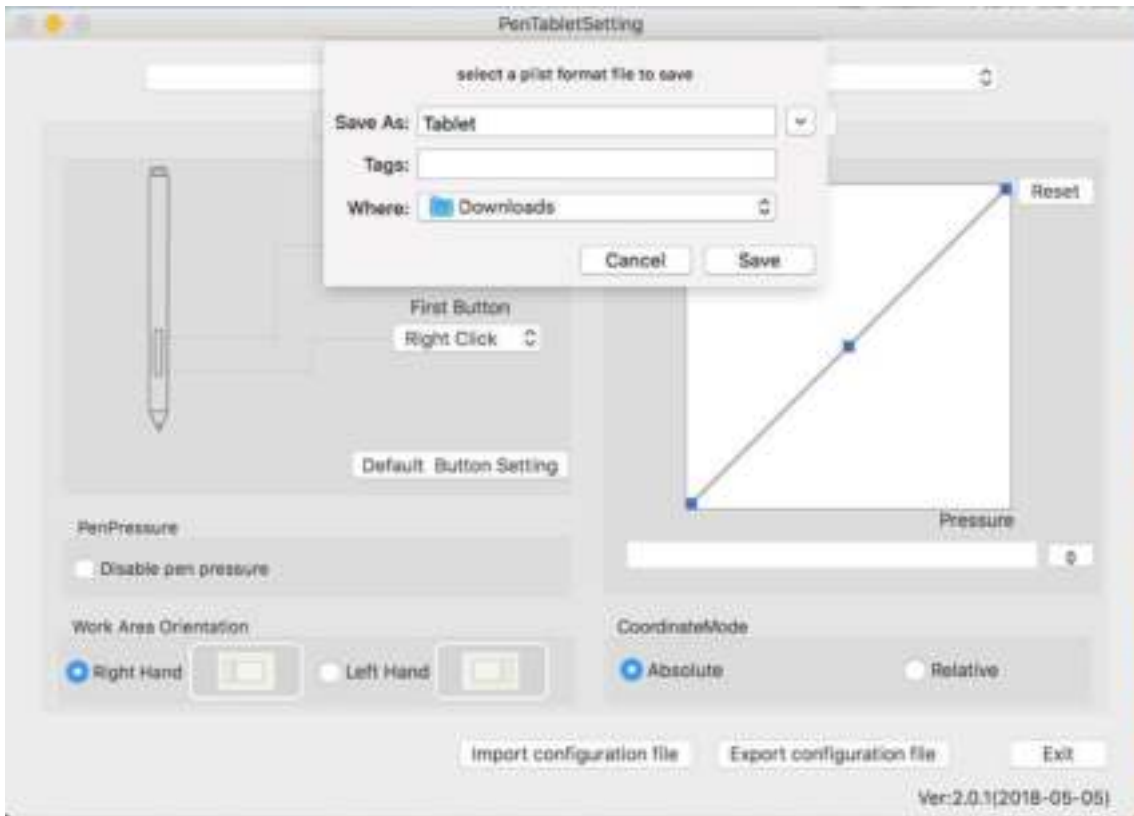 PenTabletSetting
select a plist format file to save
Save As: Tablet
Tags:
Where: Downloads
Cancel Save
Reset
First Button
Right Click
Default Button Setting
Pressure
PenPressure
Disable pen pressure
Work Area Orientation
Right Hand Left Hand
CoordinateMode
Absolute Relative
Import configuration file Export configuration file Exit
Ver:2.0.1(2018-05-05)